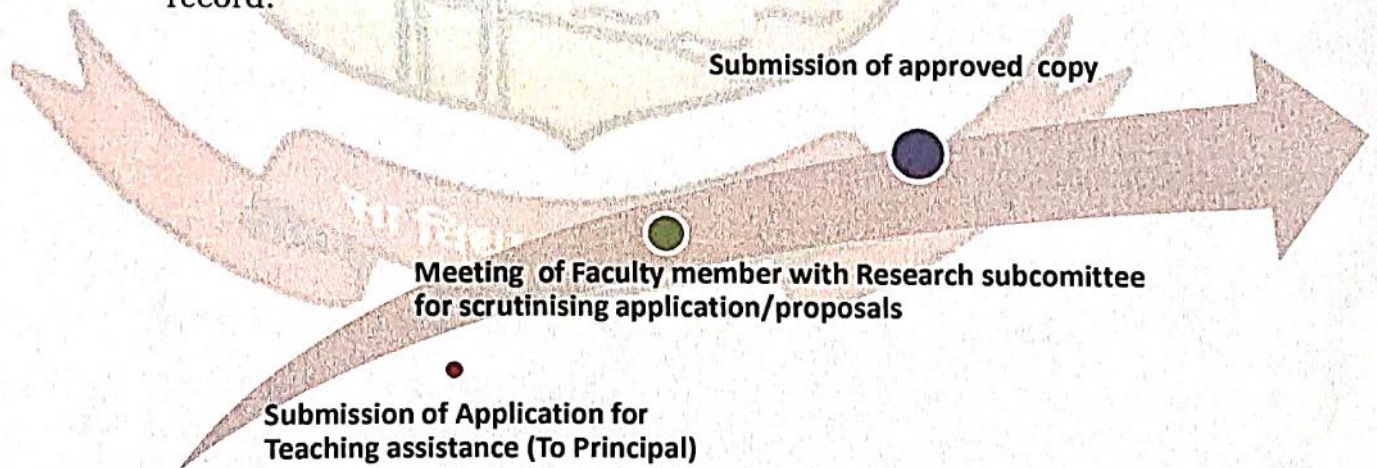 record.
Submission of approved copy
Meeting of Faculty member with Research subcomittee
for scrutinising application/proposals
Submission of Application for
Teaching assistance (To Principal)